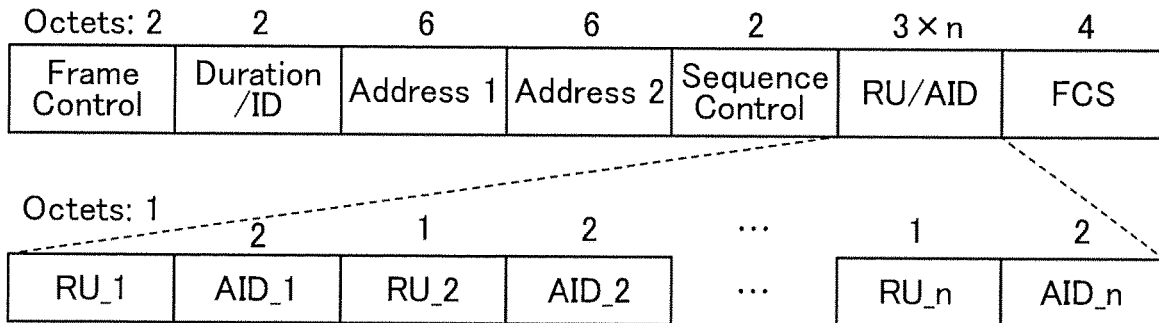 Octets: 2 2 6 6 2 3×n 4
Frame Control Duration /ID Address 1 Address 2 Sequence Control RU/AID FCS
Octets: 1 2 1 2 ... 1 2
RU_1 AID_1 RU_2 AID_2 ... RU_n AID_n